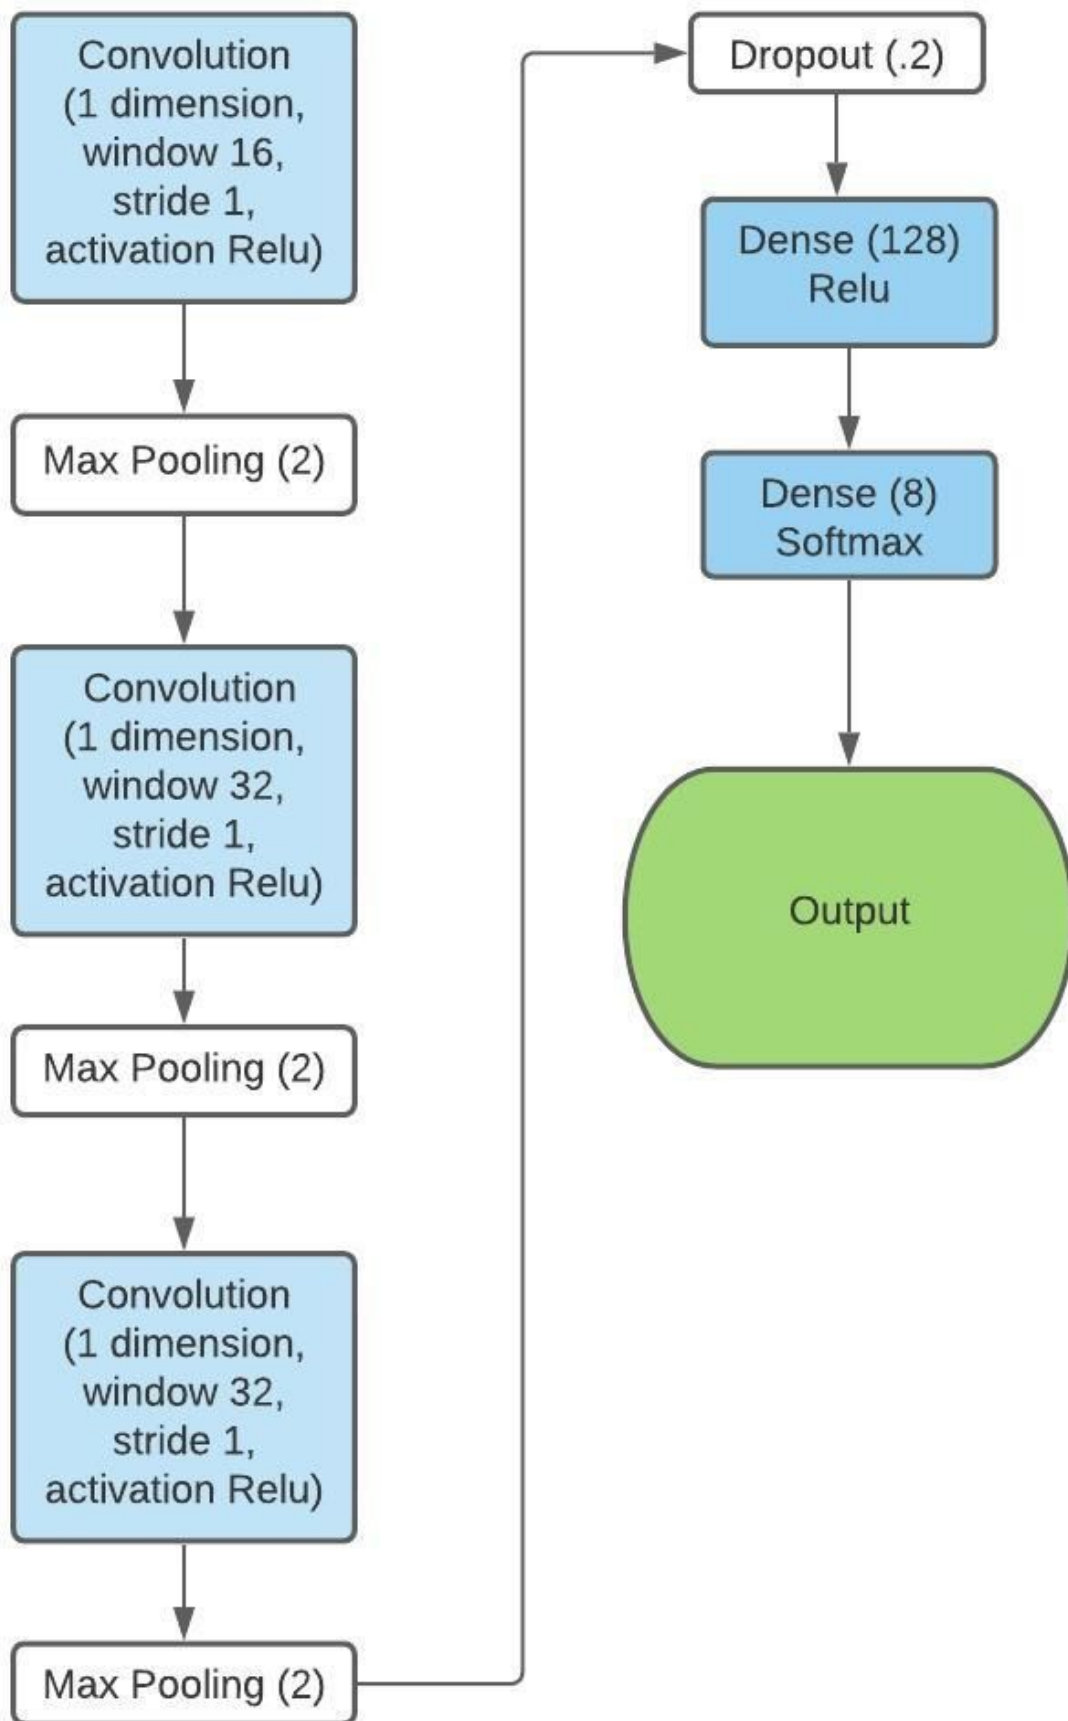 Convolution
(1 dimension,
window 16,
stride 1,
activation Relu)
Max Pooling (2)
Convolution
(1 dimension,
window 32,
stride 1,
activation Relu)
Max Pooling (2)
Convolution
(1 dimension,
window 32,
stride 1,
activation Relu)
Max Pooling (2)
Dropout (.2)
Dense (128)
Relu
Dense (8)
Softmax
Output